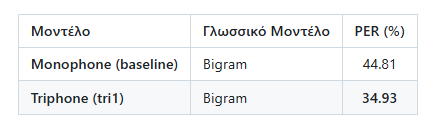 Μοντέλο Γλωσσικό Μοντέλο PER (%)
Monophone (baseline) Bigram 44.81
Triphone (tri1) Bigram 34.93